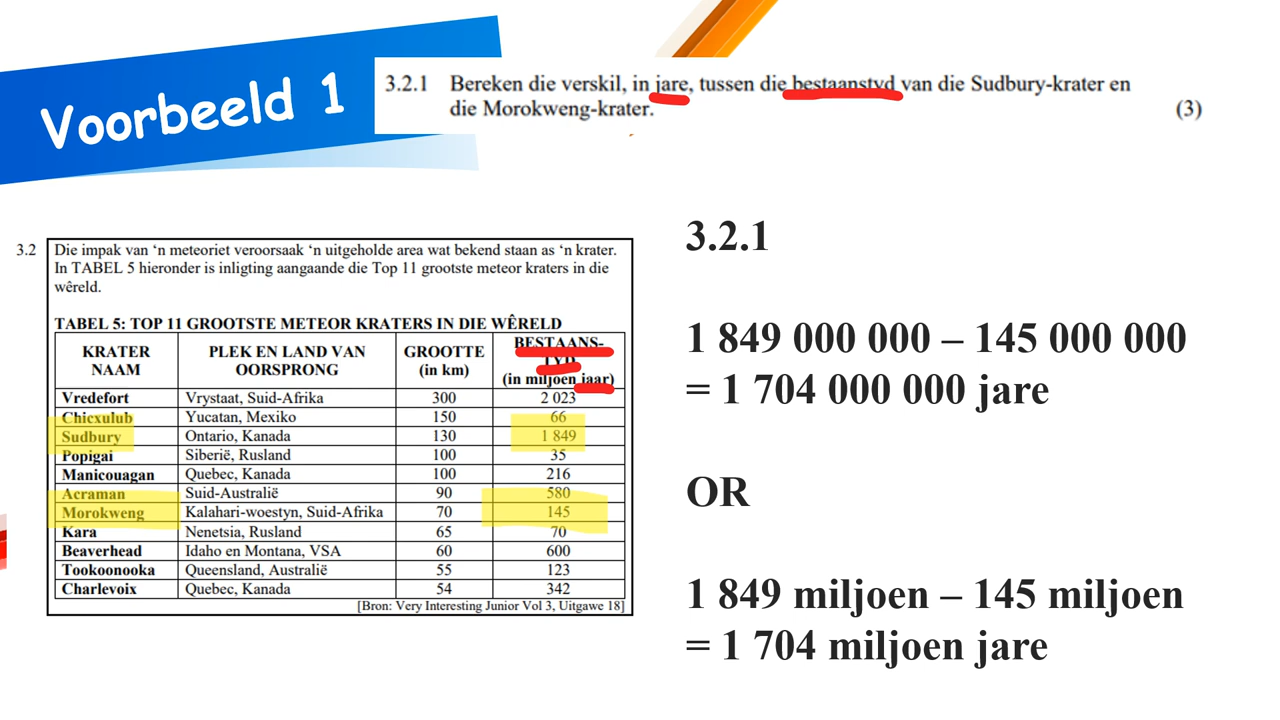 Voorbeeld 1
3.2.1 Bereken die verskil, in jare, tussen die bestaanstyd van die Sudbury-krater en
die Morokweng-krater. (3)
3.2 Die impak van ‘n meteoriet veroorsaak ‘n uitgeholde area wat bekend staan as ‘n krater.
In TABEL 5 hieronder is inligting aangaande die Top 11 grootste meteor kraters in die
wêreld.
TABEL 5: TOP 11 GROOTSTE METEOR KRATERS IN DIE WÊRELD
KRATER NAAM PLEK EN LAND VAN OORSPRONG GROOTTE (in km) BESTAANS-TYD (in miljoen jaar)
Vredefort Vrystaat, Suid-Afrika 300 2 023
Chicxulub Yucatan, Mexiko 150 66
Sudbury Ontario, Kanada 130 1 849
Popigai Siberië, Rusland 100 35
Manicouagan Quebec, Kanada 100 216
Acraman Suid-Australië 90 580
Morokweng Kalahari-woestyn, Suid-Afrika 70 145
Kara Nenetsia, Rusland 65 70
Beaverhead Idaho en Montana, VSA 60 600
Tookoonooka Queensland, Australië 55 123
Charlevoix Quebec, Kanada 54 342
[Bron: Very Interesting Junior Vol 3, Uitgawe 18]
3.2.1
1 849 000 000 – 145 000 000
= 1 704 000 000 jare
OR
1 849 miljoen – 145 miljoen
= 1 704 miljoen jare